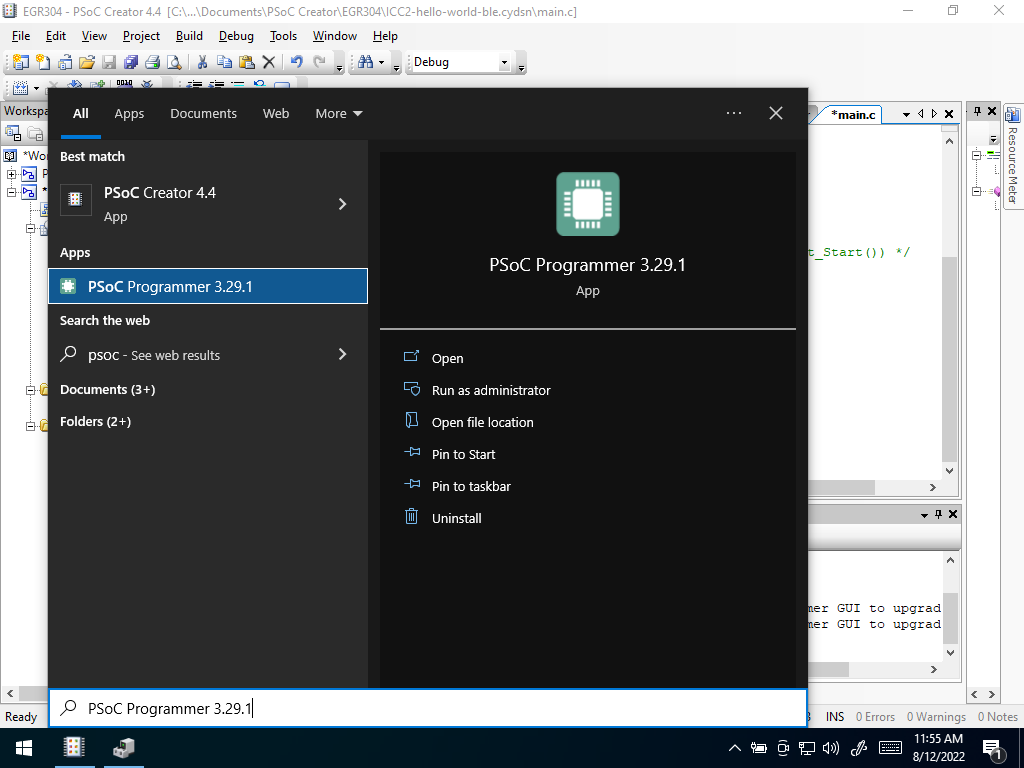 EGR304 - PSoC Creator 4.4 [C:\...\Documents\PSoC Creator\EGR304\ICC2-hello-world-ble.cydsn\main.c]
File Edit View Project Build Debug Tools Window Help
Debug
Workspa
All Apps Documents Web More
*main.c
Best match
*Wor
PSoC Creator 4.4
App
Apps
PSoC Programmer 3.29.1
Search the web
psoc - See web results
Documents (3+)
Folders (2+)
PSoC Programmer 3.29.1
App
Open
Run as administrator
Open file location
Pin to Start
Pin to taskbar
Uninstall
t_Start()) */
Resource Meter
mer GUI to upgrad
mer GUI to upgrad
PSoC Programmer 3.29.1
Ready
INS 0 Errors 0 Warnings 0 Notes
11:55 AM
8/12/2022
1